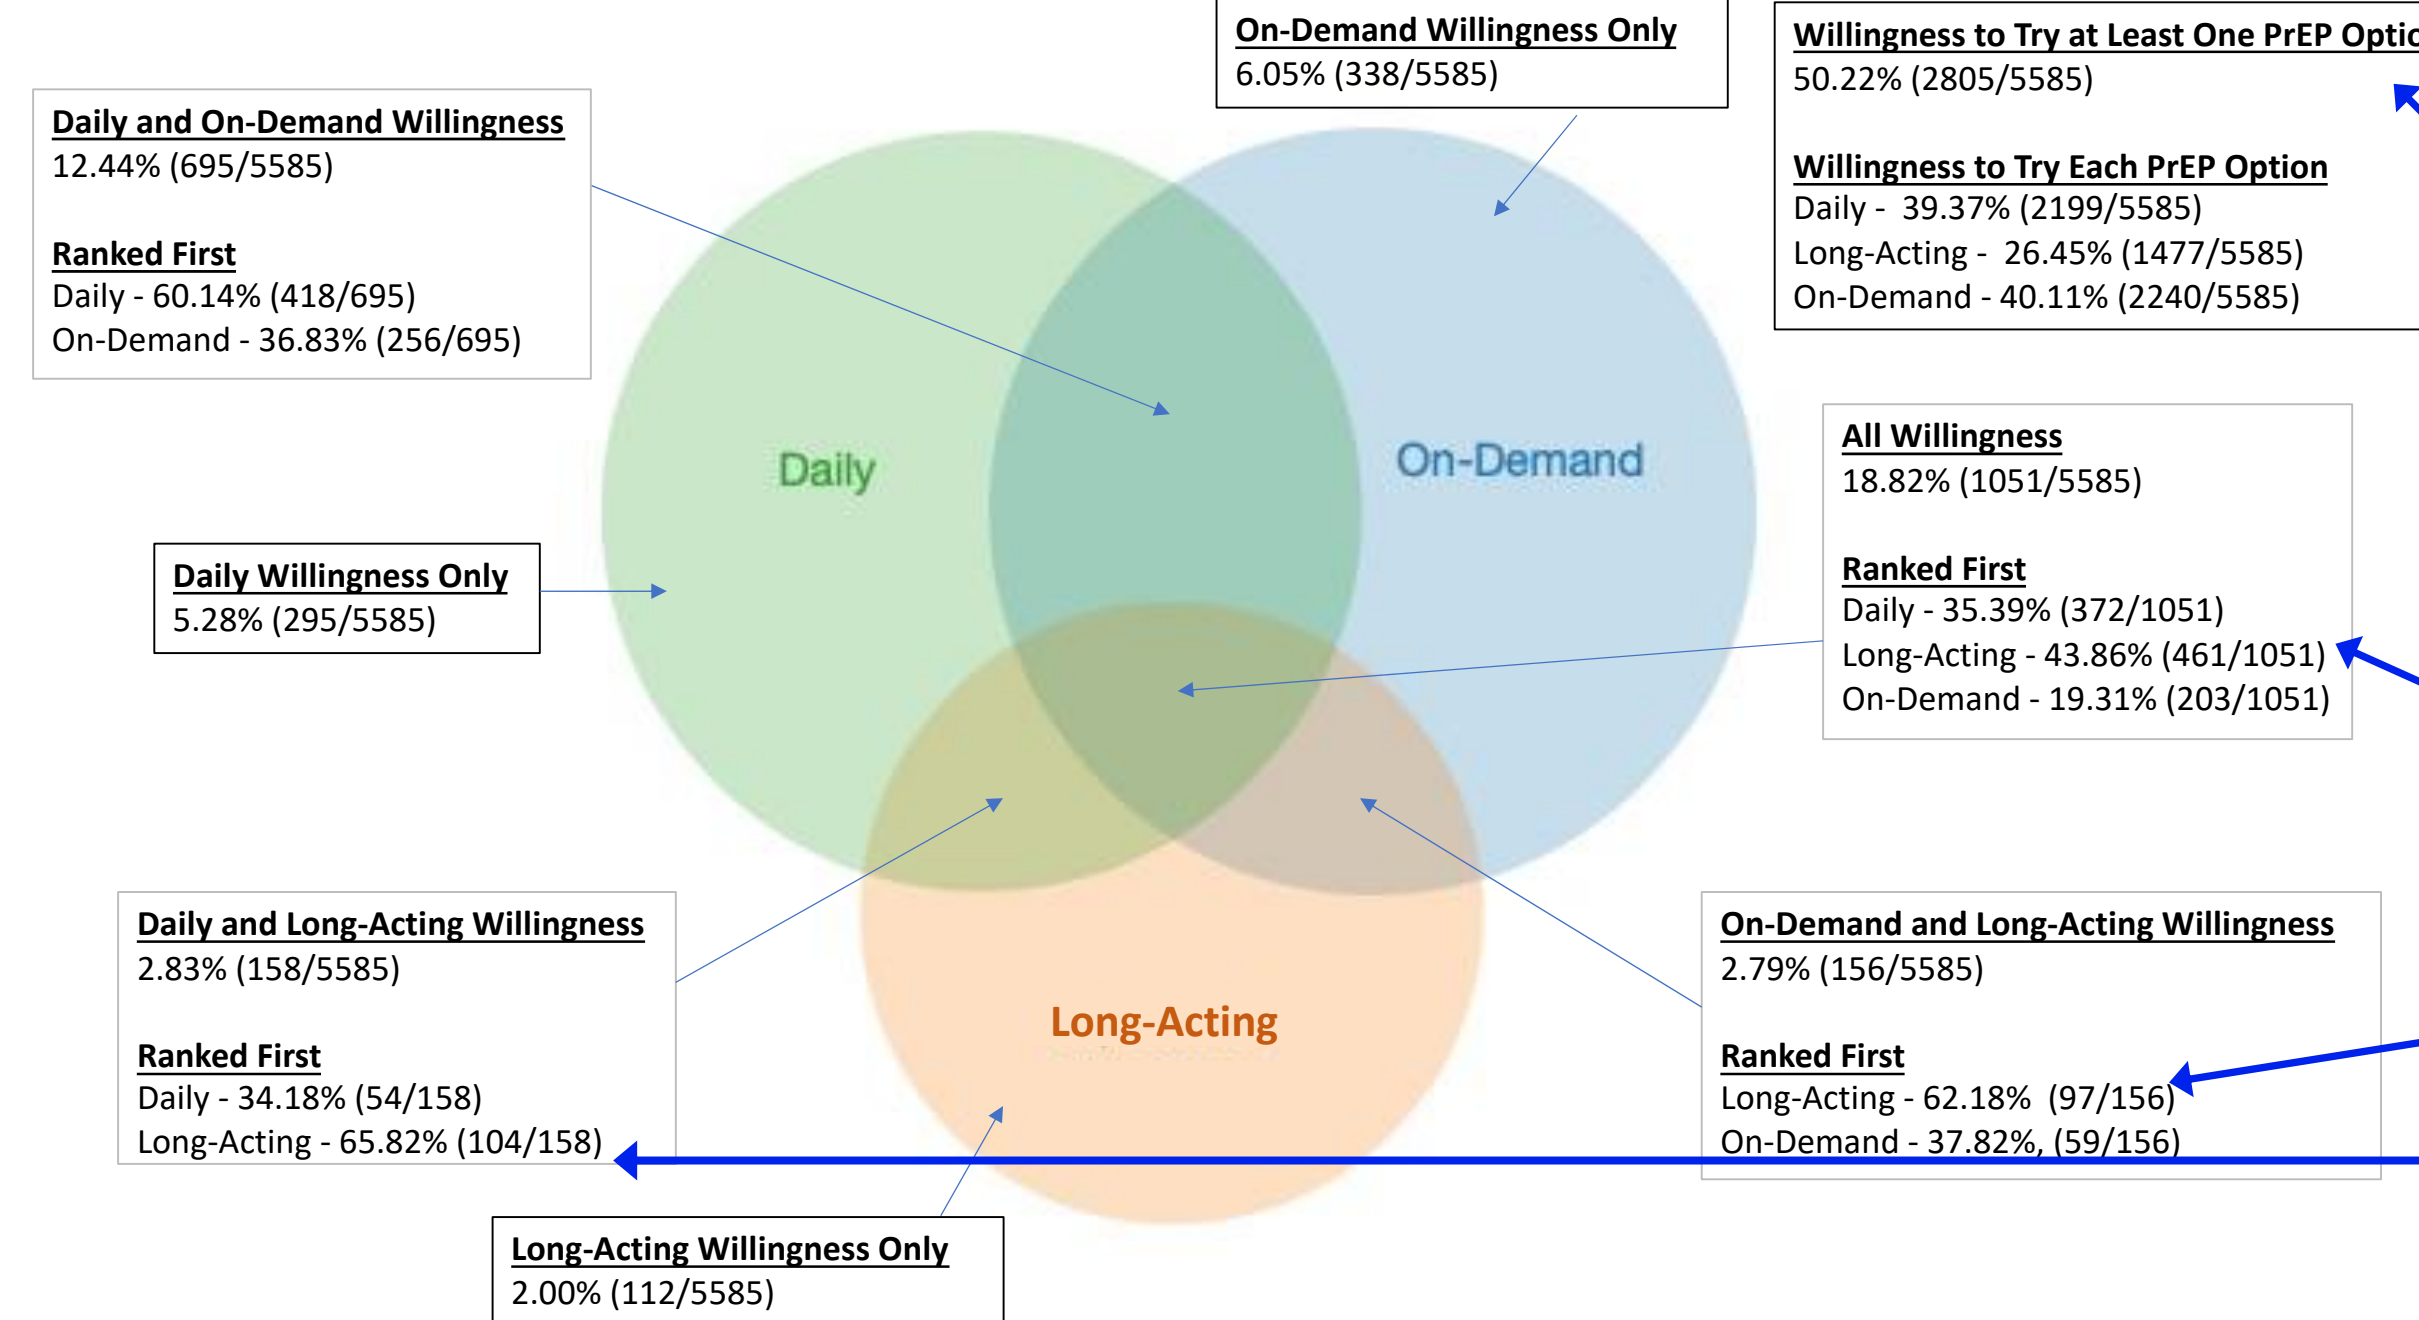 On-Demand Willingness Only
6.05% (338/5585)
Willingness to Try at Least One PrEP
50.22% (2805/5585)
Willingness to Try Each PrEP Option
Daily -  39.37% (2199/5585)
Long-Acting -  26.45% (1477/5585)
On-Demand - 40.11% (2240/5585)
Daily and On-Demand Willingness
12.44% (695/5585)
Ranked First
Daily - 60.14% (418/695)
On-Demand - 36.83% (256/695)
All Willingness
18.82% (1051/5585)
Ranked First
Daily - 35.39% (372/1051)
Long-Acting - 43.86% (461/1051)
On-Demand - 19.31% (203/1051)
Daily
On-Demand
Daily Willingness Only
5.28% (295/5585)
Daily and Long-Acting Willingness
2.83% (158/5585)
Ranked First
Daily - 34.18% (54/158)
Long-Acting - 65.82% (104/158)
Long-Acting
On-Demand and Long-Acting Willingness
2.79% (156/5585)
Ranked First
Long-Acting - 62.18%  (97/156)
On-Demand - 37.82%, (59/156)
Long-Acting Willingness Only
2.00% (112/5585)